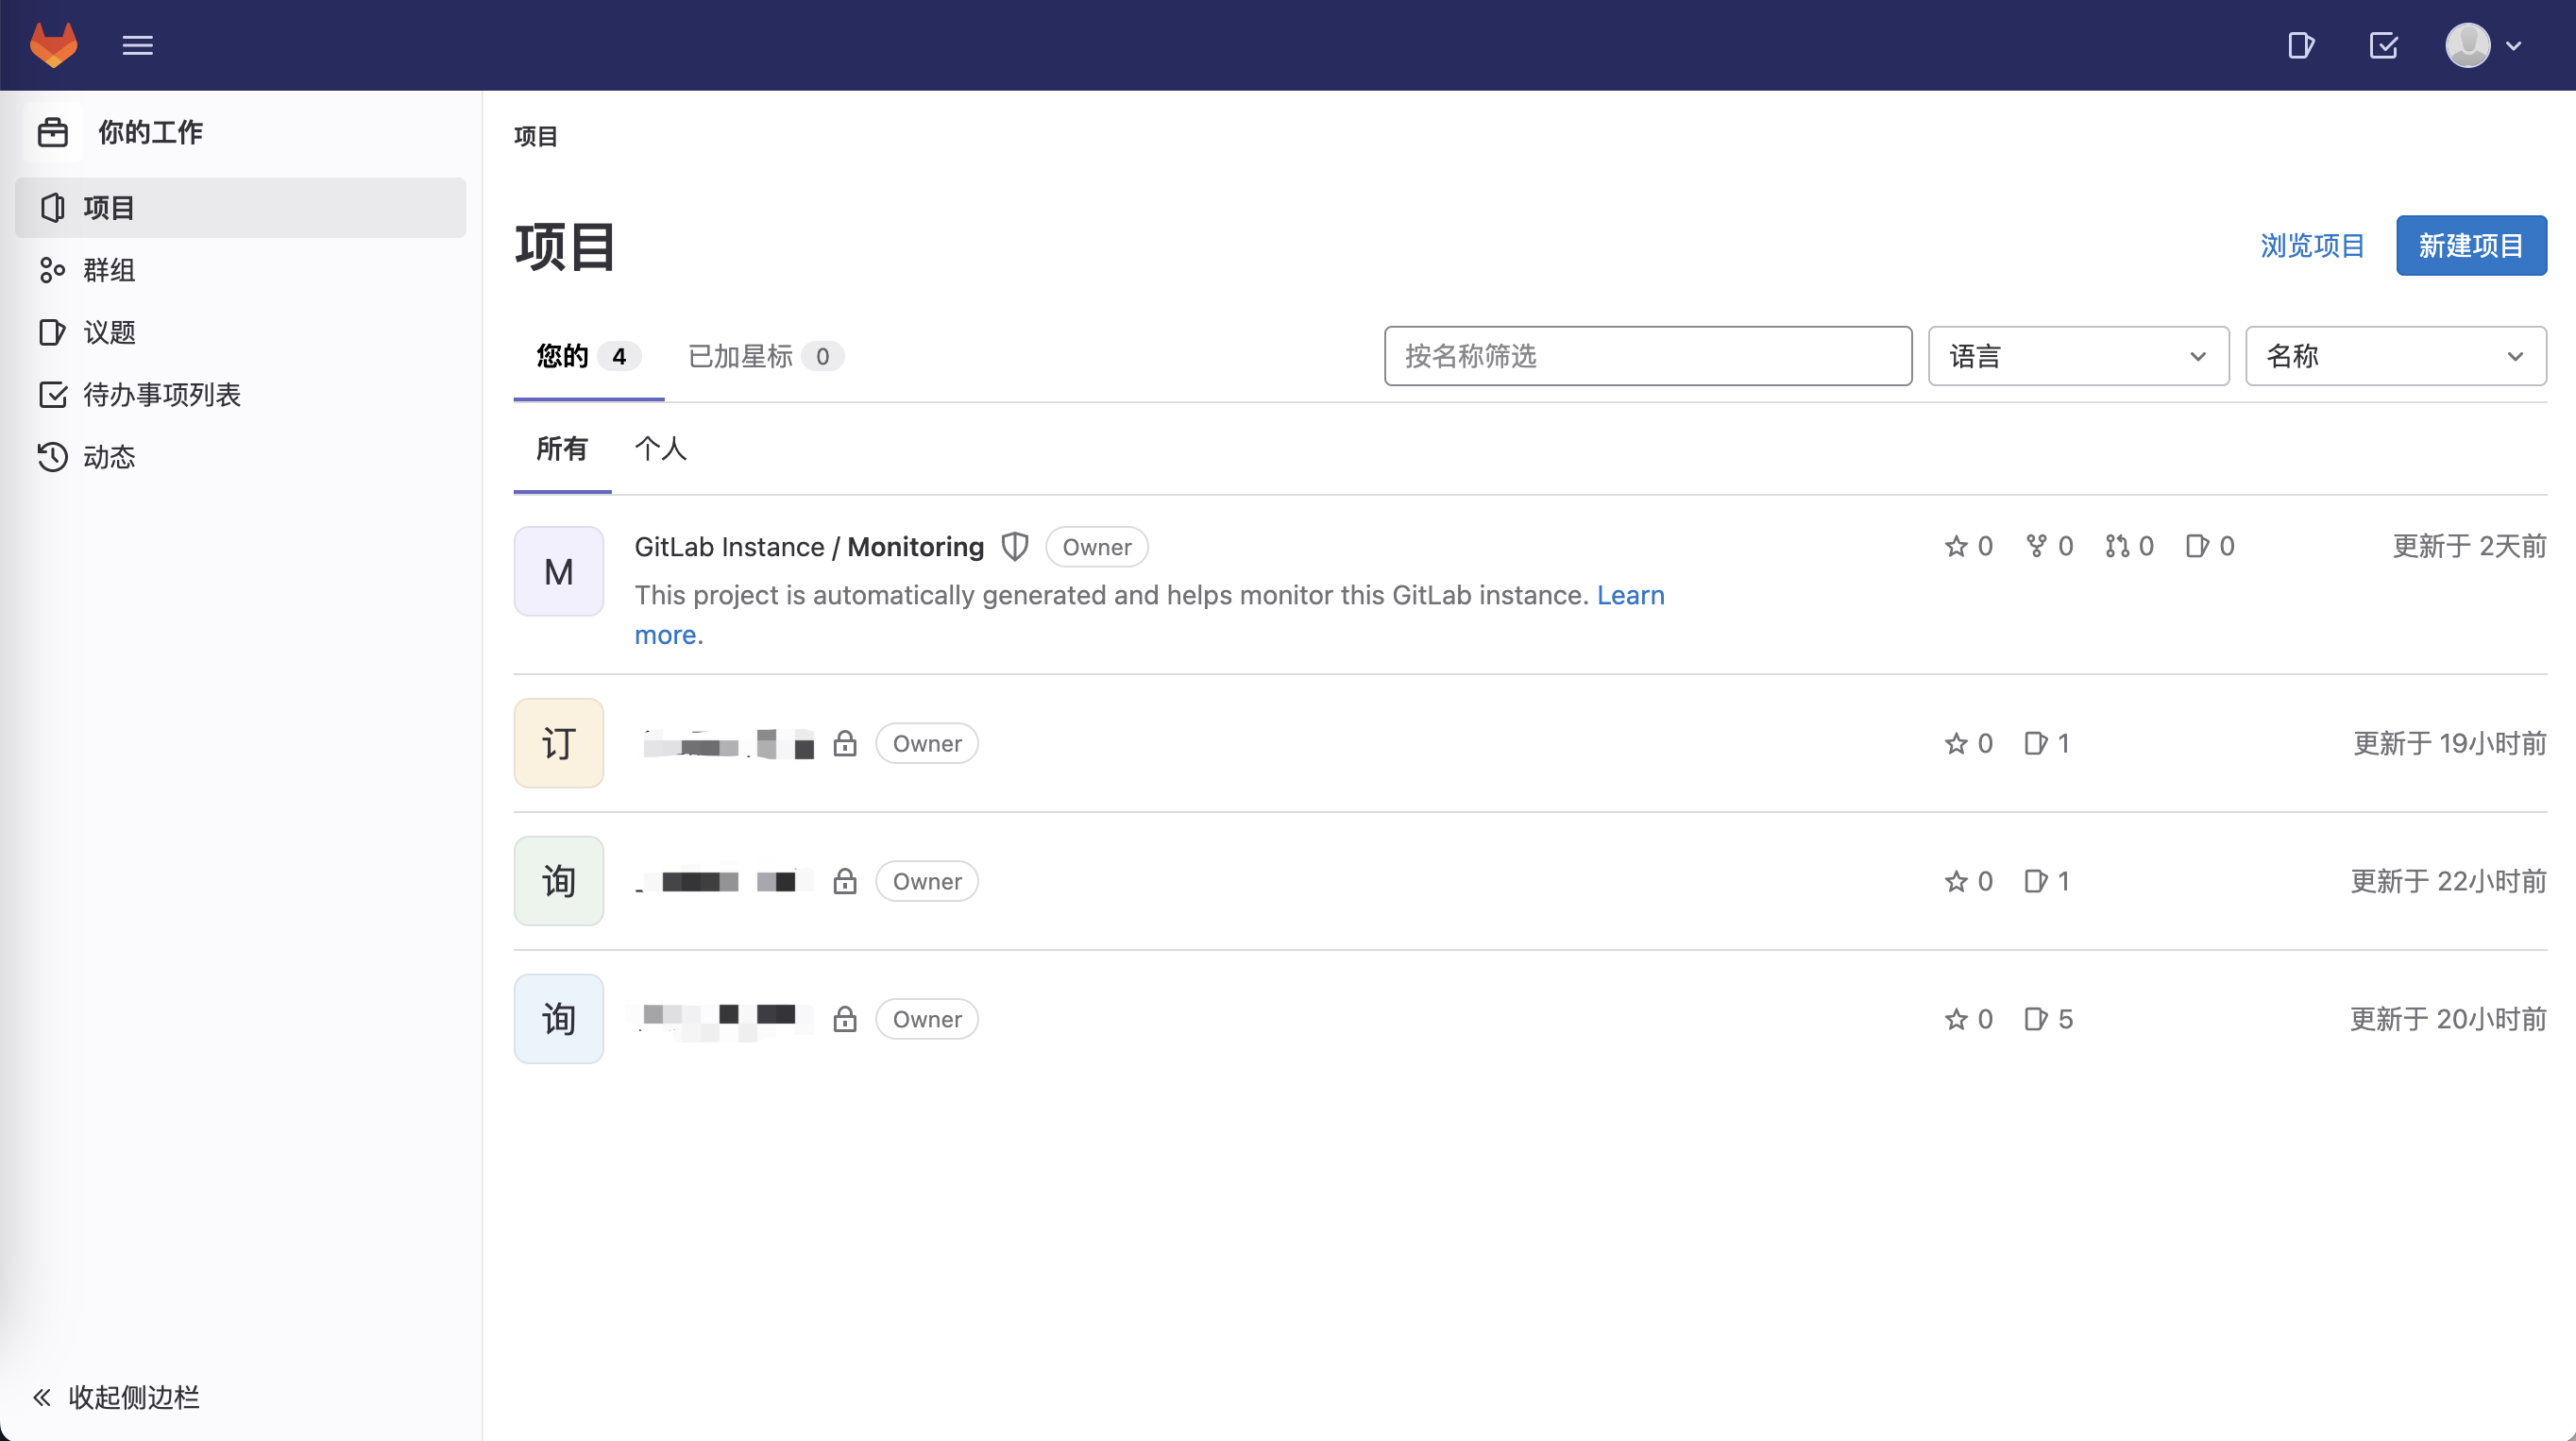 你的工作
项目
群组
议题
待办事项列表
动态
收起侧边栏
项目
项目
浏览项目 新建项目
您的 4 已加星标 0 按名称筛选 语言 名称
所有 个人
M GitLab Instance / Monitoring Owner 0 0 0 0 更新于 2天前
This project is automatically generated and helps monitor this GitLab instance. Learn
more.
订 Owner 0 1 更新于 19小时前
询 Owner 0 1 更新于 22小时前
询 Owner 0 5 更新于 20小时前